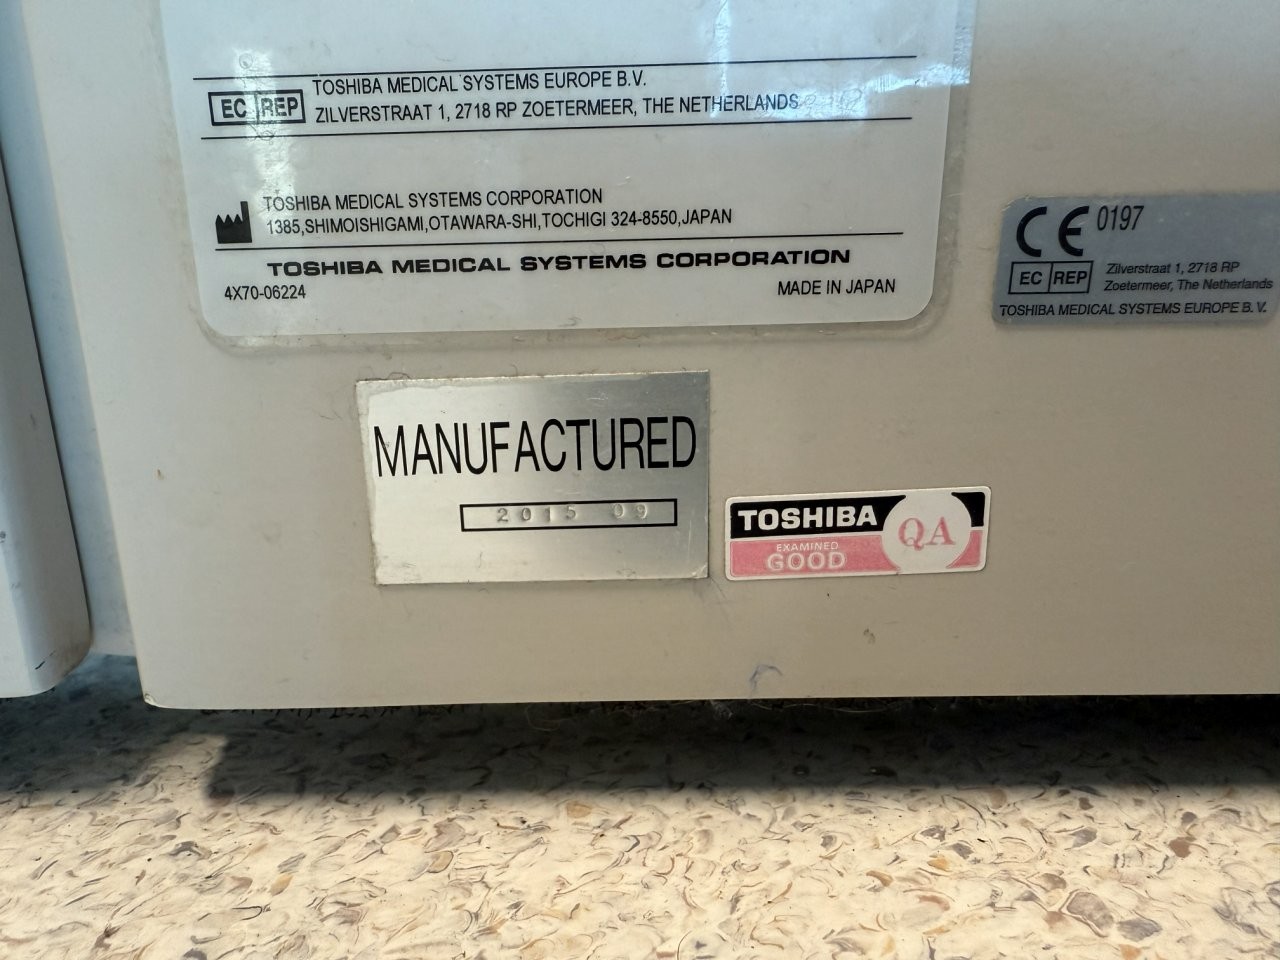 EC REP
TOSHIBA MEDICAL SYSTEMS EUROPE B.V.
ZILVERSTRAAT 1, 2718 RP ZOETERMEER, THE NETHERLANDS
TOSHIBA MEDICAL SYSTEMS CORPORATION
1385,SHIMOISHIGAMI,OTAWARA-SHI,TOCHIGI 324-8550,JAPAN
TOSHIBA MEDICAL SYSTEMS CORPORATION
4X70-06224 MADE IN JAPAN
CE 0197
EC REP
Zilverstraat 1, 2718 RP
Zoetermeer, The Netherlands
TOSHIBA MEDICAL SYSTEMS EUROPE B. V.
MANUFACTURED
2015 09
TOSHIBA
EXAMINED
GOOD
QA